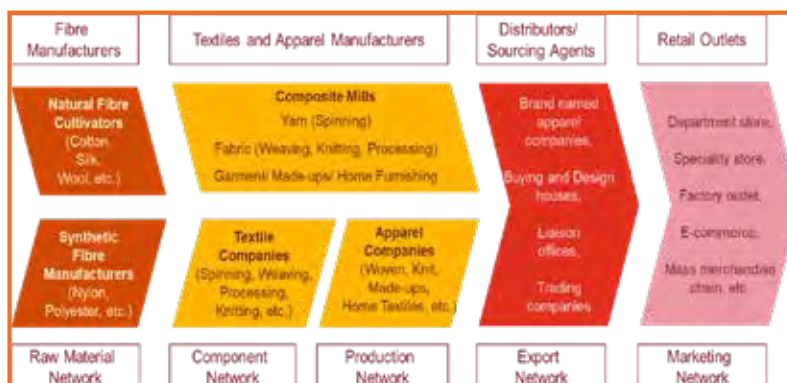 Fibre
Manufacturers
Textiles and Apparel Manufacturers
Distributors/
Sourcing Agents
Retail Outlets
Natural Fibre
Cultivators
(Cotton,
Silk,
Wool, etc.)
Composite Mills
Yarn (Spinning)
Fabric (Weaving, Knitting, Processing)
Garment/ Made-ups/ Home Furnishing
Synthetic
Fibre
Manufacturers
(Nylon,
Polyester, etc.)
Textile
Companies
(Spinning, Weaving,
Processing,
Knitting, etc.)
Apparel
Companies
(Woven, Knit,
Made-ups,
Home Textiles, etc.)
Brand named
apparel
companies,
Buying and Design
houses,
Liaison
offices,
Trading
companies
Department store,
Speciality store,
Factory outlet,
E-commerce,
Mass merchandise
chain, etc
Raw Material
Network
Component
Network
Production
Network
Export
Network
Marketing
Network